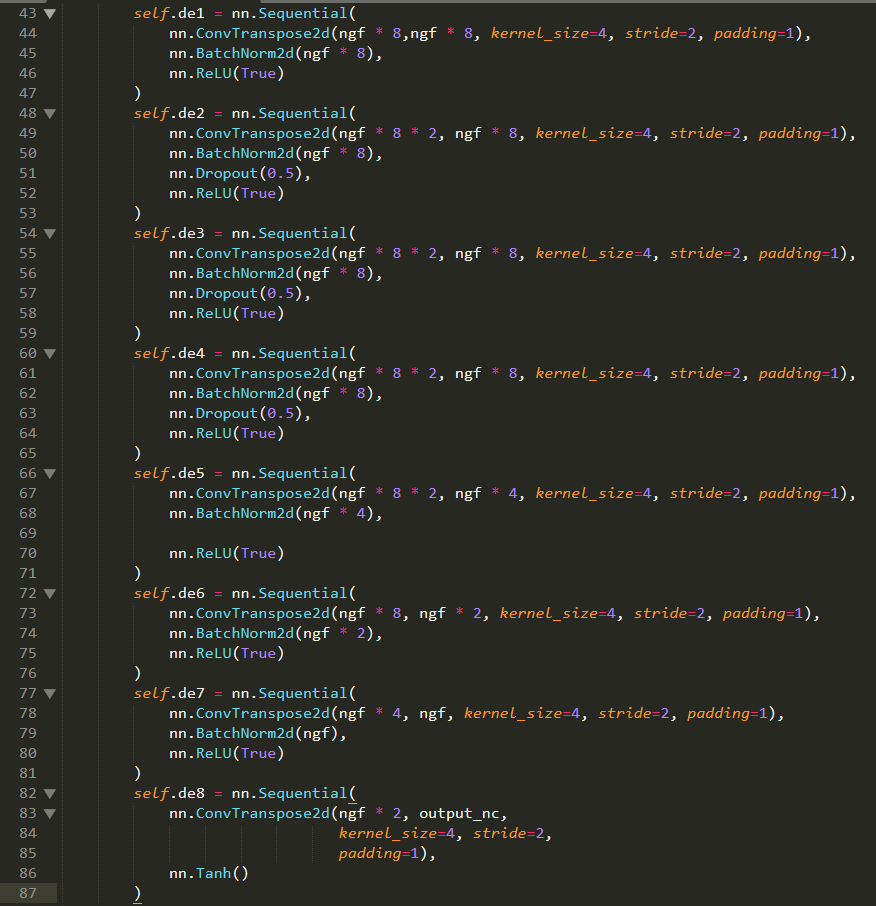 43 self.de1 = nn.Sequential(
44 nn.ConvTranspose2d(ngf * 8,ngf * 8, kernel_size=4, stride=2, padding=1),
45 nn.BatchNorm2d(ngf * 8),
46 nn.ReLU(True)
47 )
48 self.de2 = nn.Sequential(
49 nn.ConvTranspose2d(ngf * 8 * 2, ngf * 8, kernel_size=4, stride=2, padding=1),
50 nn.BatchNorm2d(ngf * 8),
51 nn.Dropout(0.5),
52 nn.ReLU(True)
53 )
54 self.de3 = nn.Sequential(
55 nn.ConvTranspose2d(ngf * 8 * 2, ngf * 8, kernel_size=4, stride=2, padding=1),
56 nn.BatchNorm2d(ngf * 8),
57 nn.Dropout(0.5),
58 nn.ReLU(True)
59 )
60 self.de4 = nn.Sequential(
61 nn.ConvTranspose2d(ngf * 8 * 2, ngf * 8, kernel_size=4, stride=2, padding=1),
62 nn.BatchNorm2d(ngf * 8),
63 nn.Dropout(0.5),
64 nn.ReLU(True)
65 )
66 self.de5 = nn.Sequential(
67 nn.ConvTranspose2d(ngf * 8 * 2, ngf * 4, kernel_size=4, stride=2, padding=1),
68 nn.BatchNorm2d(ngf * 4),
69
70 nn.ReLU(True)
71 )
72 self.de6 = nn.Sequential(
73 nn.ConvTranspose2d(ngf * 8, ngf * 2, kernel_size=4, stride=2, padding=1),
74 nn.BatchNorm2d(ngf * 2),
75 nn.ReLU(True)
76 )
77 self.de7 = nn.Sequential(
78 nn.ConvTranspose2d(ngf * 4, ngf, kernel_size=4, stride=2, padding=1),
79 nn.BatchNorm2d(ngf),
80 nn.ReLU(True)
81 )
82 self.de8 = nn.Sequential(
83 nn.ConvTranspose2d(ngf * 2, output_nc,
84 kernel_size=4, stride=2,
85 padding=1),
86 nn.Tanh()
87 )